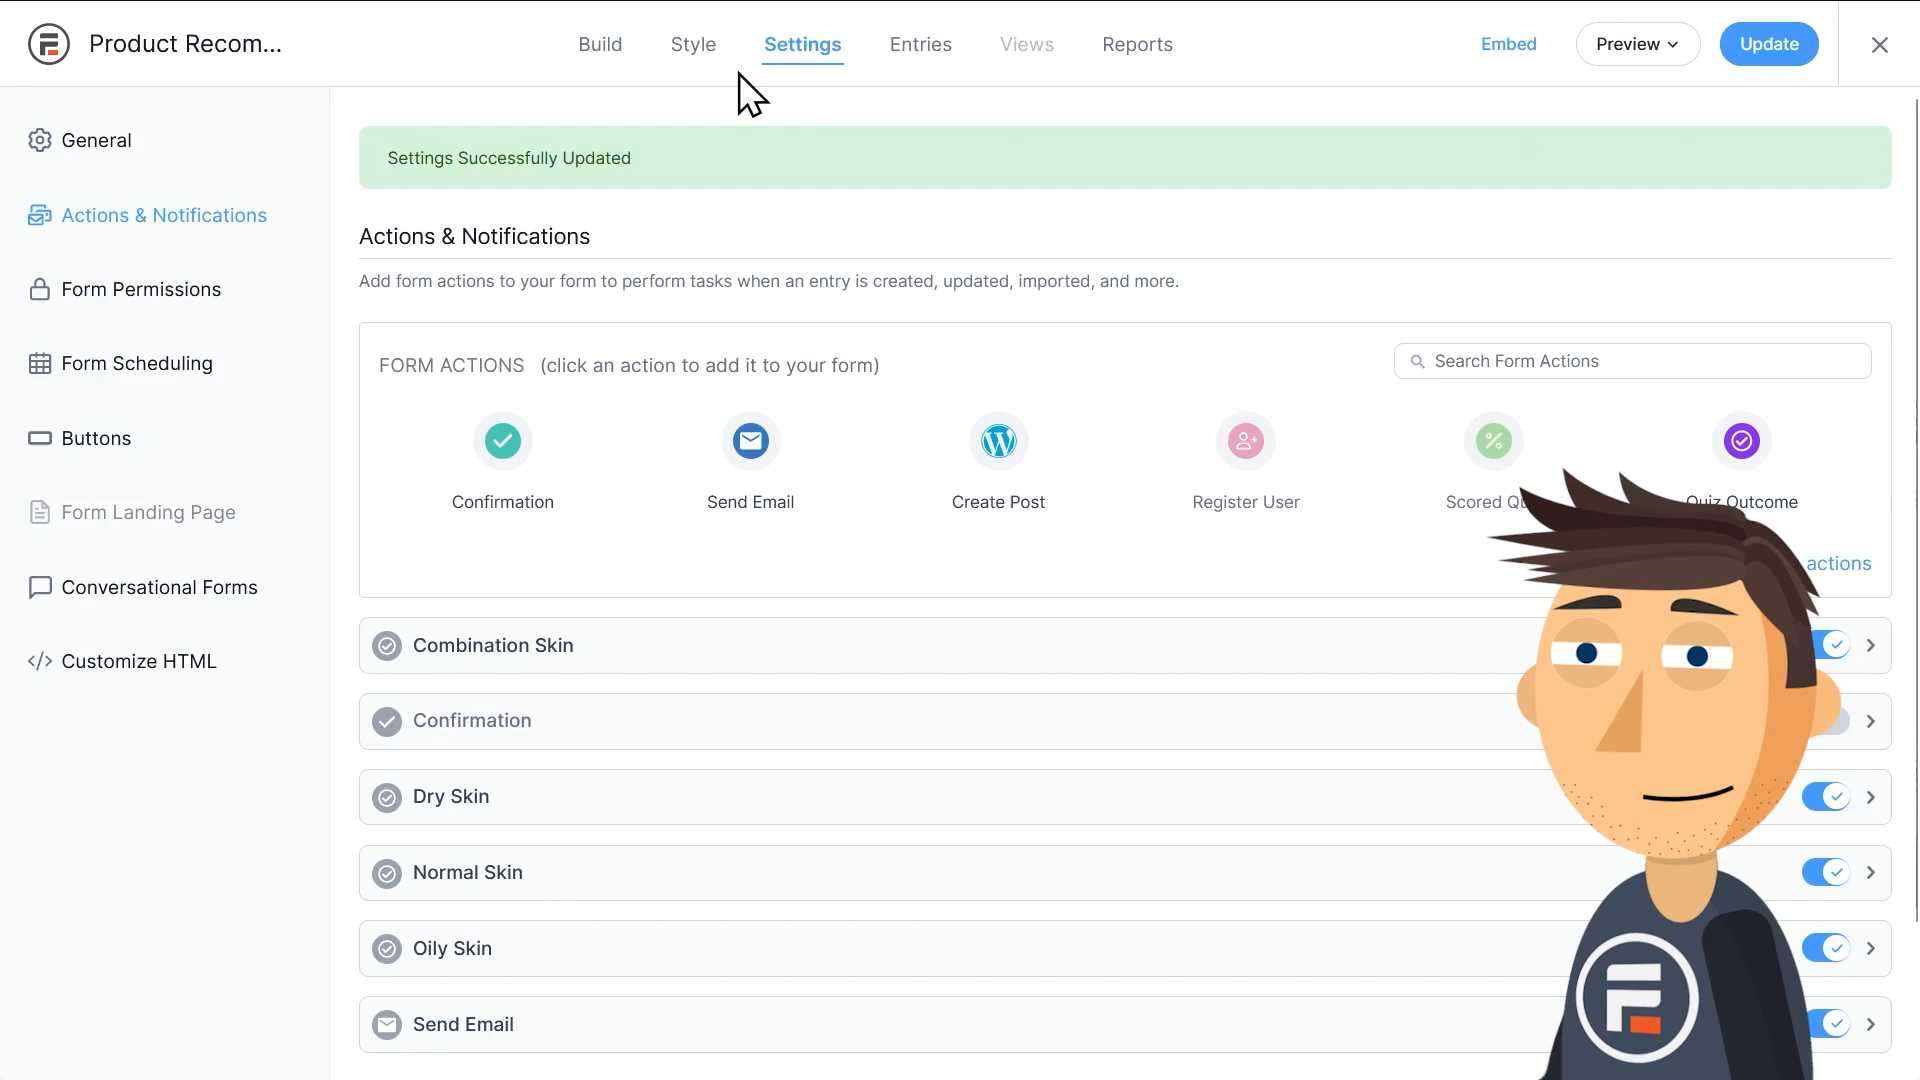 Product Recom...
Build
Style
Settings
Entries
Views
Reports
Embed
Preview
Update
General
Actions & Notifications
Form Permissions
Form Scheduling
Buttons
Form Landing Page
Conversational Forms
Customize HTML
Settings Successfully Updated
Actions & Notifications
Add form actions to your form to perform tasks when an entry is created, updated, imported, and more.
FORM ACTIONS (click an action to add it to your form)
Search Form Actions
Confirmation
Send Email
Create Post
Register User
Scored
Quiz Outcome
actions
Combination Skin
Confirmation
Dry Skin
Normal Skin
Oily Skin
Send Email